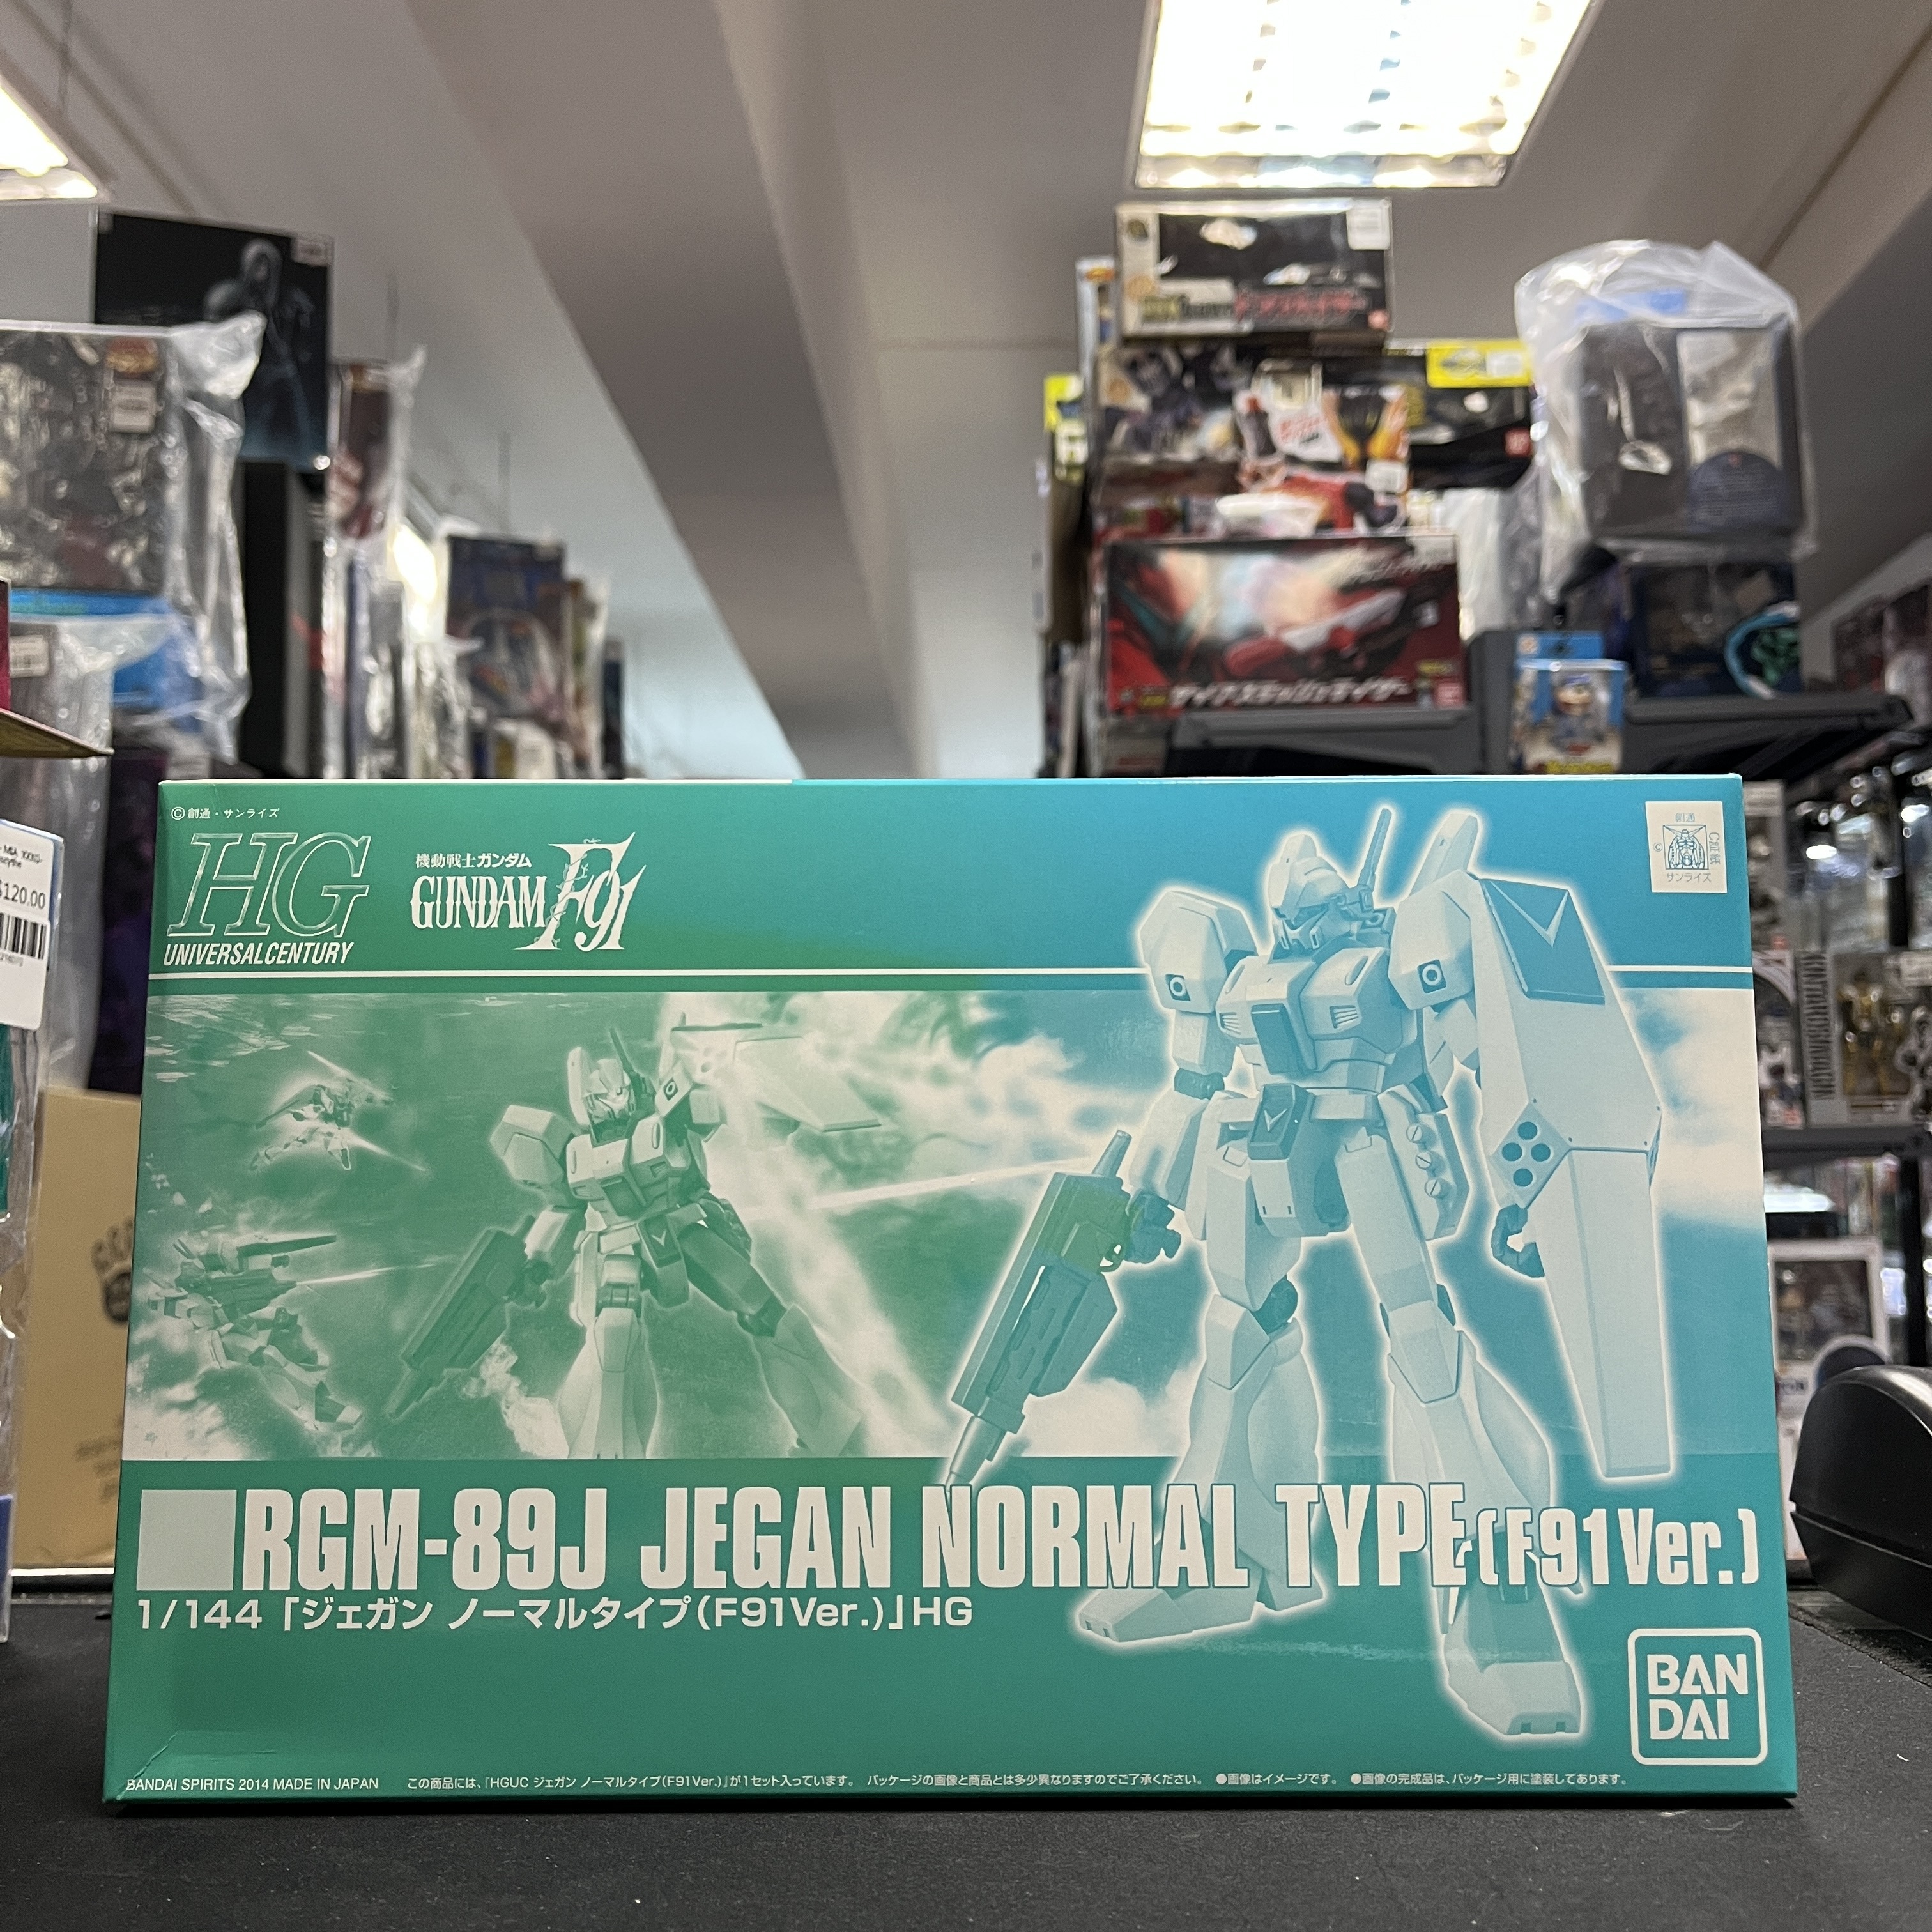 ©創通・サンライズ
HG
UNIVERSALCENTURY
機動戦士ガンダム
GUNDAM F91
創通
©
サンライズ
証紙
$120.00
KENTAROSMAKAISM
RGM-89J JEGAN NORMAL TYPE(F91Ver.)
1/144「ジェガン ノーマルタイプ(F91Ver.)」HG
BAN
DAI
BANDAI SPIRITS 2014 MADE IN JAPAN
この商品には、『HGUC ジェガン ノーマルタイプ(F91Ver.)』が1セット入っています。 パッケージの画像と商品とは多少異なりますのでご了承ください。 ●画像はイメージです。 ●画像の完成品は、パッケージ用に塗装してあります。